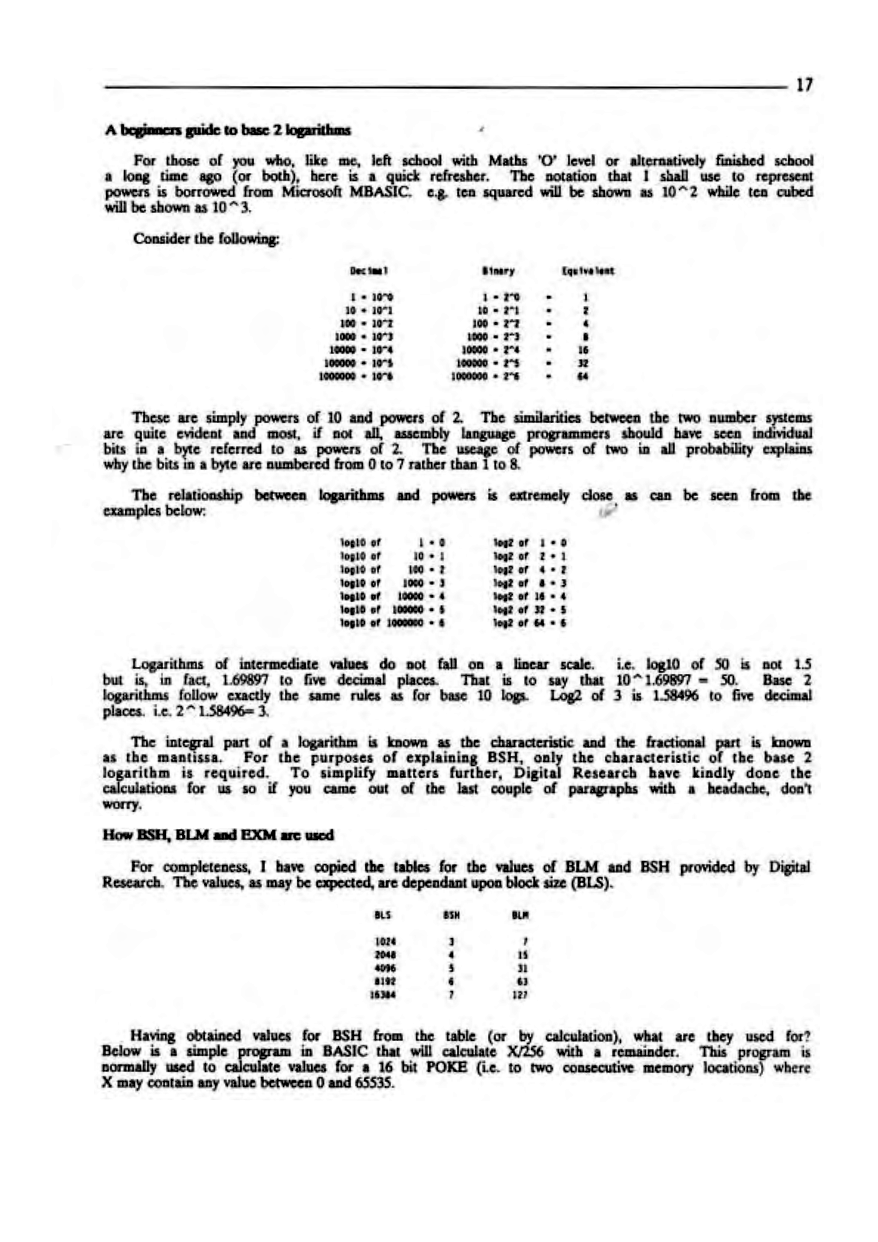 17
A beginners guide to base 2 logarithms
For those of you who, like me, left school with Maths 'O' level or alternatively finished school
a long time ago (or both), here is a quick refresher. The notation that I shall use to represent
powers is borrowed from Microsoft MBASIC. e.g. ten squared will be shown as 10^2 while ten cubed
will be shown as 10^3.
Consider the following:
Decimal Binary Equivalent
1 = 10^0 1 = 2^0 = 1
10 = 10^1 10 = 2^1 = 2
100 = 10^2 100 = 2^2 = 4
1000 = 10^3 1000 = 2^3 = 8
10000 = 10^4 10000 = 2^4 = 16
100000 = 10^5 100000 = 2^5 = 32
1000000 = 10^6 1000000 = 2^6 = 64
These are simply powers of 10 and powers of 2. The similarities between the two number systems
are quite evident and most, if not all, assembly language programmers should have seen individual
bits in a byte referred to as powers of 2. The useage of powers of two in all probability explains
why the bits in a byte are numbered from 0 to 7 rather than 1 to 8.
The relationship between logarithms and powers is extremely close as can be seen from the
examples below:
log10 of 1 = 0 log2 of 1 = 0
log10 of 10 = 1 log2 of 2 = 1
log10 of 100 = 2 log2 of 4 = 2
log10 of 1000 = 3 log2 of 8 = 3
log10 of 10000 = 4 log2 of 16 = 4
log10 of 100000 = 5 log2 of 32 = 5
log10 of 1000000 = 6 log2 of 64 = 6
Logarithms of intermediate values do not fall on a linear scale. i.e. log10 of 50 is not 1.5
but is, in fact, 1.69897 to five decimal places. That is to say that 10^1.69897 = 50. Base 2
logarithms follow exactly the same rules as for base 10 logs. Log2 of 3 is 1.58496 to five decimal
places. i.e. 2^1.58496= 3.
The integral part of a logarithm is known as the characteristic and the fractional part is known
as the mantissa. For the purposes of explaining BSH, only the characteristic of the base 2
logarithm is required. To simplify matters further, Digital Research have kindly done the
calculations for us so if you came out of the last couple of paragraphs with a headache, don't
worry.
How BSH, BLM and EXM are used
For completeness, I have copied the tables for the values of BLM and BSH provided by Digital
Research. The values, as may be expected, are dependant upon block size (BLS).
BLS BSH BLM
1024 3 7
2048 4 15
4096 5 31
8192 6 63
16384 7 127
Having obtained values for BSH from the table (or by calculation), what are they used for?
Below is a simple program in BASIC that will calculate X/256 with a remainder. This program is
normally used to calculate values for a 16 bit POKE (i.e. to two consecutive memory locations) where
X may contain any value between 0 and 65535.